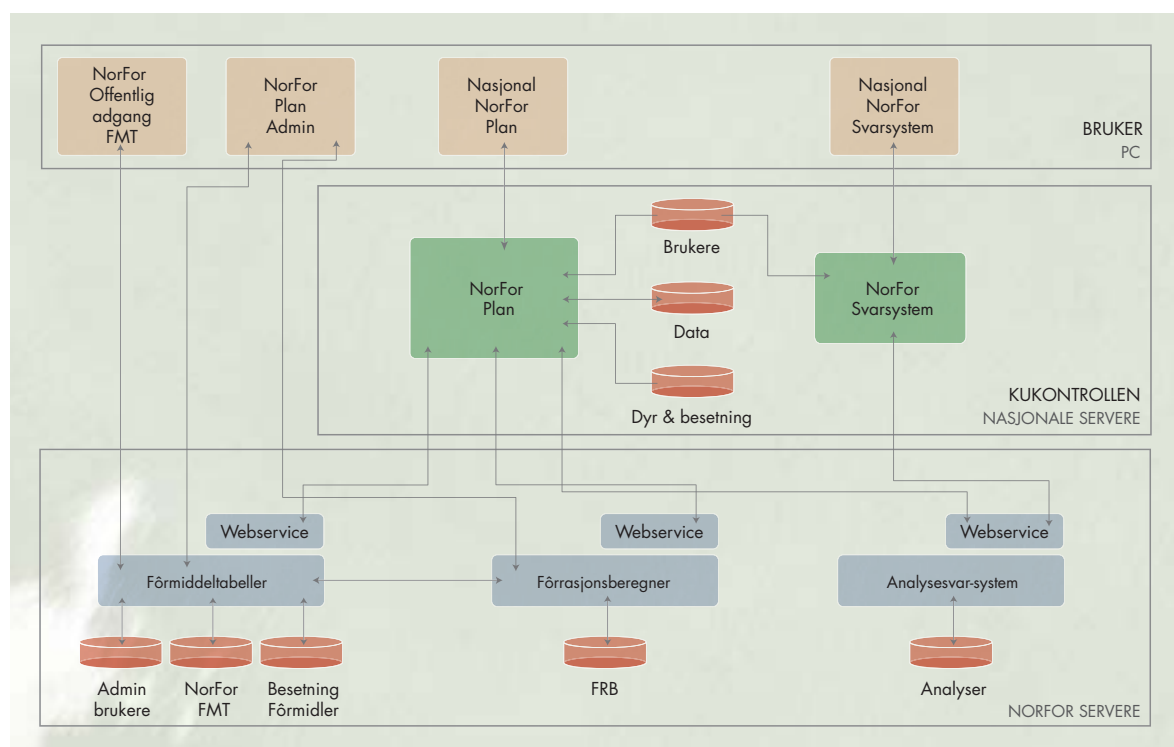 NorFor
Offentlig
adgang
FMT
NorFor
Plan
Admin
Nasjonal
NorFor
Plan
Nasjonal
NorFor
Svarsystem
BRUKER
PC
Brukere
NorFor
Plan
Data
NorFor
Svarsystem
Dyr & besetning
KUKONTROLLEN
NASJONALE SERVERE
Webservice
Webservice
Webservice
Fôrmiddeltabeller
Fôrrasjonsberegner
Analysesvar-system
Admin
brukere
NorFor
FMT
Besetning
Fôrmidler
FRB
Analyser
NORFOR SERVERE